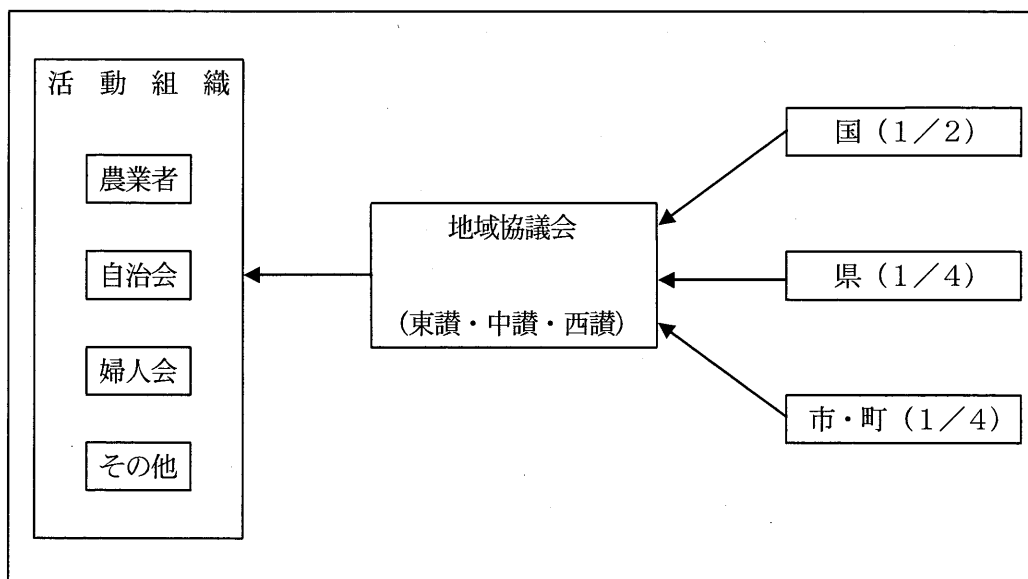 活動組織
農業者
自治会
婦人会
その他
地域協議会
(東讃・中讃・西讃)
国(1/2)
県(1/4)
市・町(1/4)